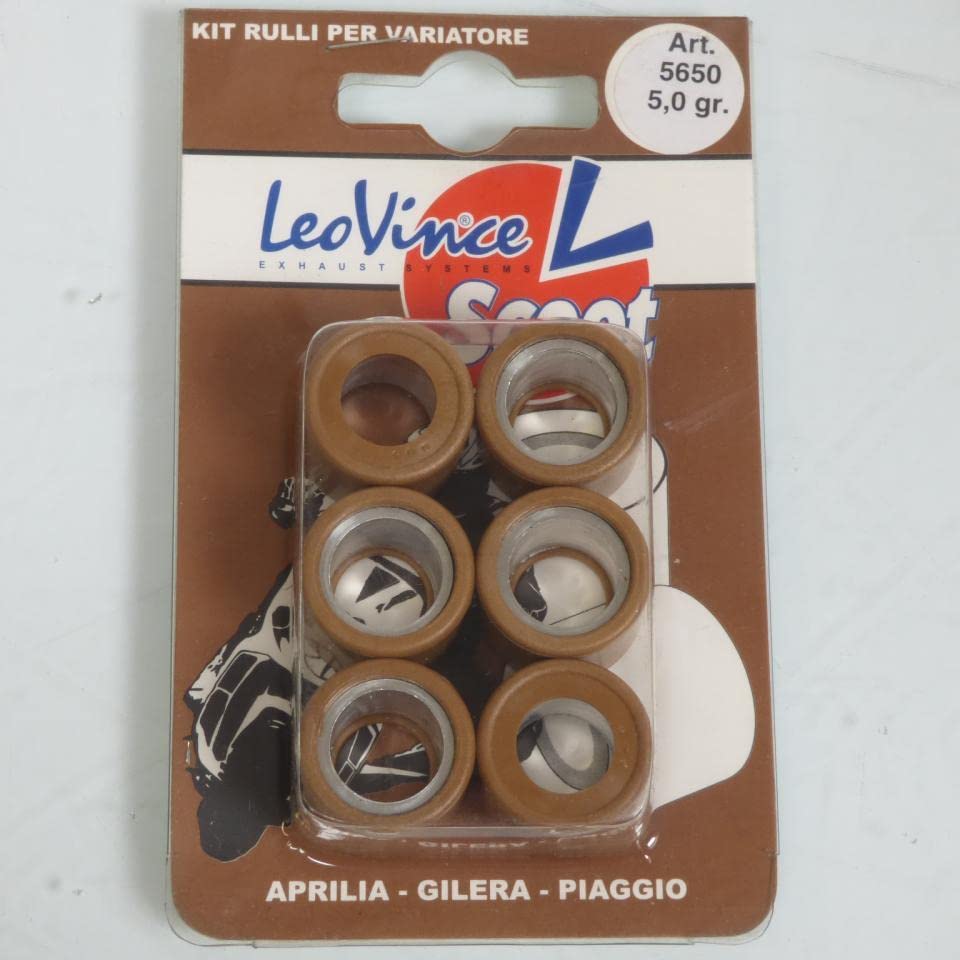 KIT RULLI PER VARIATORE
Art.
5650
5,0 gr.
LeoVince®
EXHAUST SYSTEMS
Scoot
APRILIA - GILERA - PIAGGIO